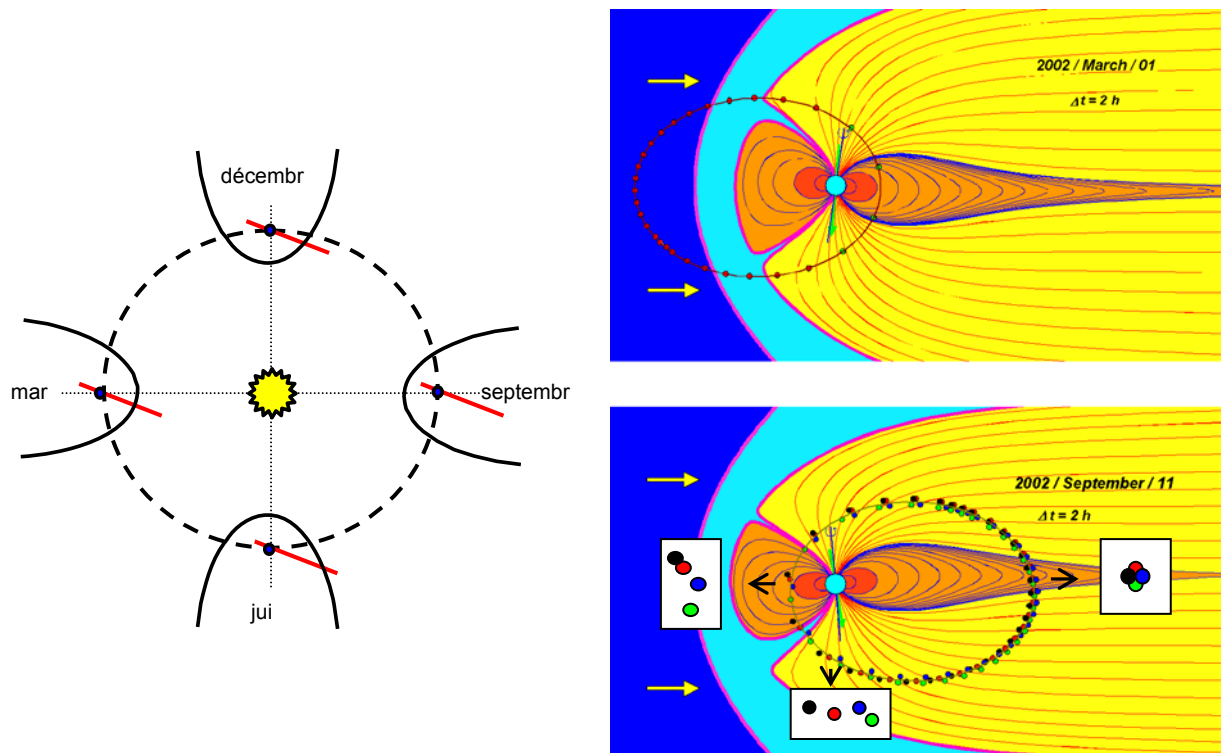 décembr
mar
septembr
jui
2002 / March / 01
Δt = 2 h
2002 / September / 11
Δt = 2 h